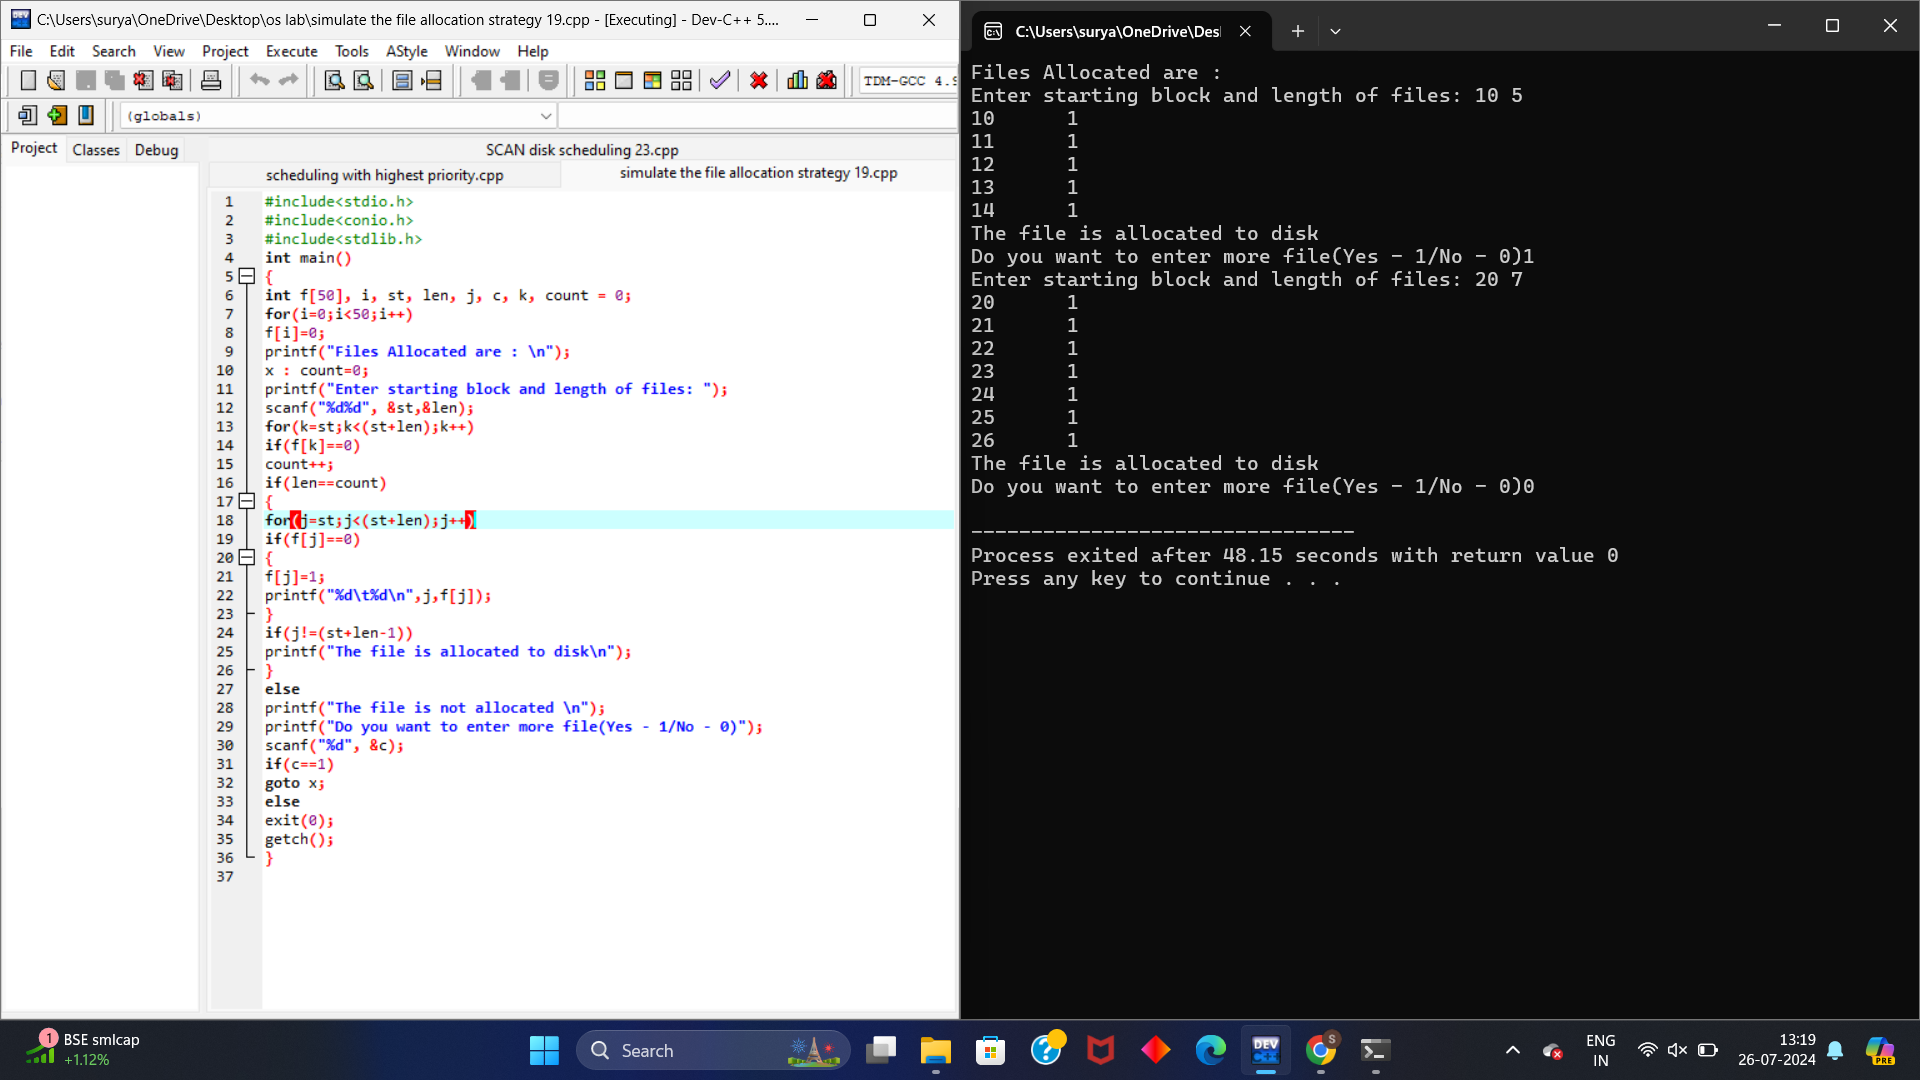 C:\Users\surya\OneDrive\Desktop\os lab\simulate the file allocation strategy 19.cpp - [Executing] - Dev-C++ 5....
File Edit Search View Project Execute Tools AStyle Window Help
TDM-GCC 4.9
(globals)
Project Classes Debug
SCAN disk scheduling 23.cpp
scheduling with highest priority.cpp simulate the file allocation strategy 19.cpp
1 #include<stdio.h>
2 #include<conio.h>
3 #include<stdlib.h>
4 int main()
5 {
6 int f[50], i, st, len, j, c, k, count = 0;
7 for(i=0;i<50;i++)
8 f[i]=0;
9 printf("Files Allocated are : \n");
10 x : count=0;
11 printf("Enter starting block and length of files: ");
12 scanf("%d%d", &st,&len);
13 for(k=st;k<(st+len);k++)
14 if(f[k]==0)
15 count++;
16 if(len==count)
17 {
18 for(j=st;j<(st+len);j++)
19 if(f[j]==0)
20 {
21 f[j]=1;
22 printf("%d\t%d\n",j,f[j]);
23 }
24 if(j!=(st+len-1))
25 printf("The file is allocated to disk\n");
26 }
27 else
28 printf("The file is not allocated \n");
29 printf("Do you want to enter more file(Yes - 1/No - 0)");
30 scanf("%d", &c);
31 if(c==1)
32 goto x;
33 else
34 exit(0);
35 getch();
36 }
37
C:\Users\surya\OneDrive\Des
Files Allocated are :
Enter starting block and length of files: 10 5
10 1
11 1
12 1
13 1
14 1
The file is allocated to disk
Do you want to enter more file(Yes - 1/No - 0)1
Enter starting block and length of files: 20 7
20 1
21 1
22 1
23 1
24 1
25 1
26 1
The file is allocated to disk
Do you want to enter more file(Yes - 1/No - 0)0
--------------------------------
Process exited after 48.15 seconds with return value 0
Press any key to continue . . .
1 BSE smlcap
+1.12%
Search
DEV
C++
S
ENG
IN
13:19
26-07-2024
PRE